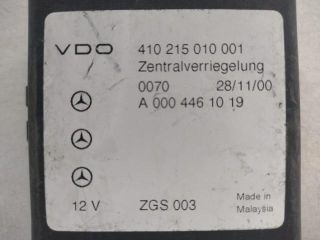 VDO 410 215 010 001
Zentralverriegelung
0070 28/11/00
A 000 446 10 19
12 V ZGS 003 Made in
Malaysia